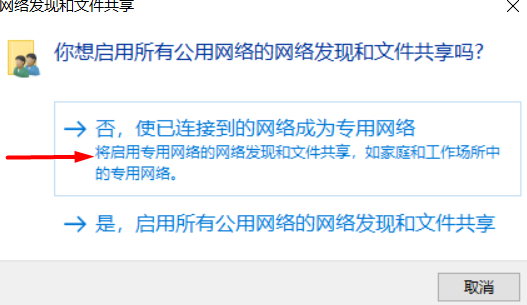 网络发现和文件共享
你想启用所有公用网络的网络发现和文件共享吗?
否，使已连接到的网络成为专用网络
将启用专用网络的网络发现和文件共享，如家庭和工作场所中
的专用网络。
是，启用所有公用网络的网络发现和文件共享
取消